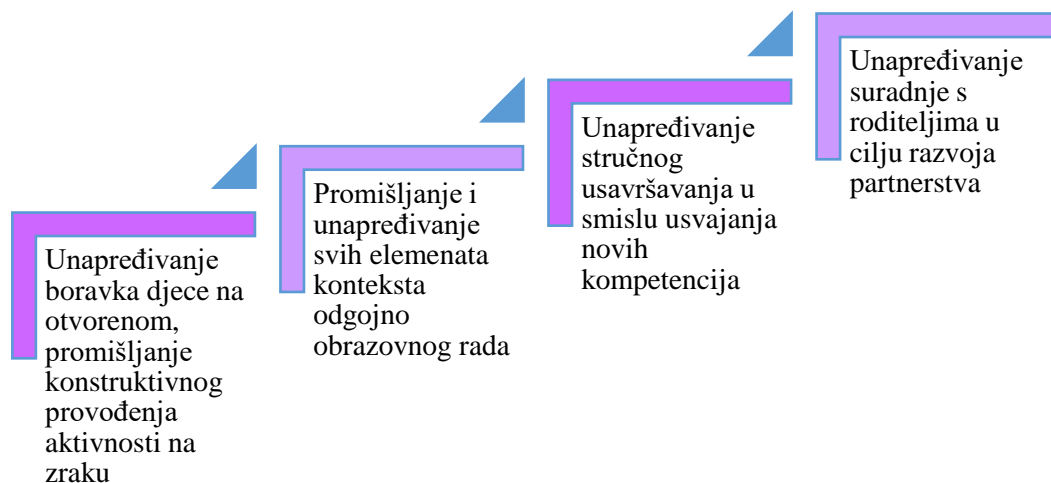 Unapređivanje
boravka djece na
otvorenom,
promišljanje
konstruktivnog
provođenja
aktivnosti na
zraku
Promišljanje i
unapređivanje
svih elemenata
konteksta
odgojno
obrazovnog rada
Unapređivanje
stručnog
usavršavanja u
smislu usvajanja
novih
kompetencija
Unapređivanje
suradnje s
roditeljima u
cilju razvoja
partnerstva